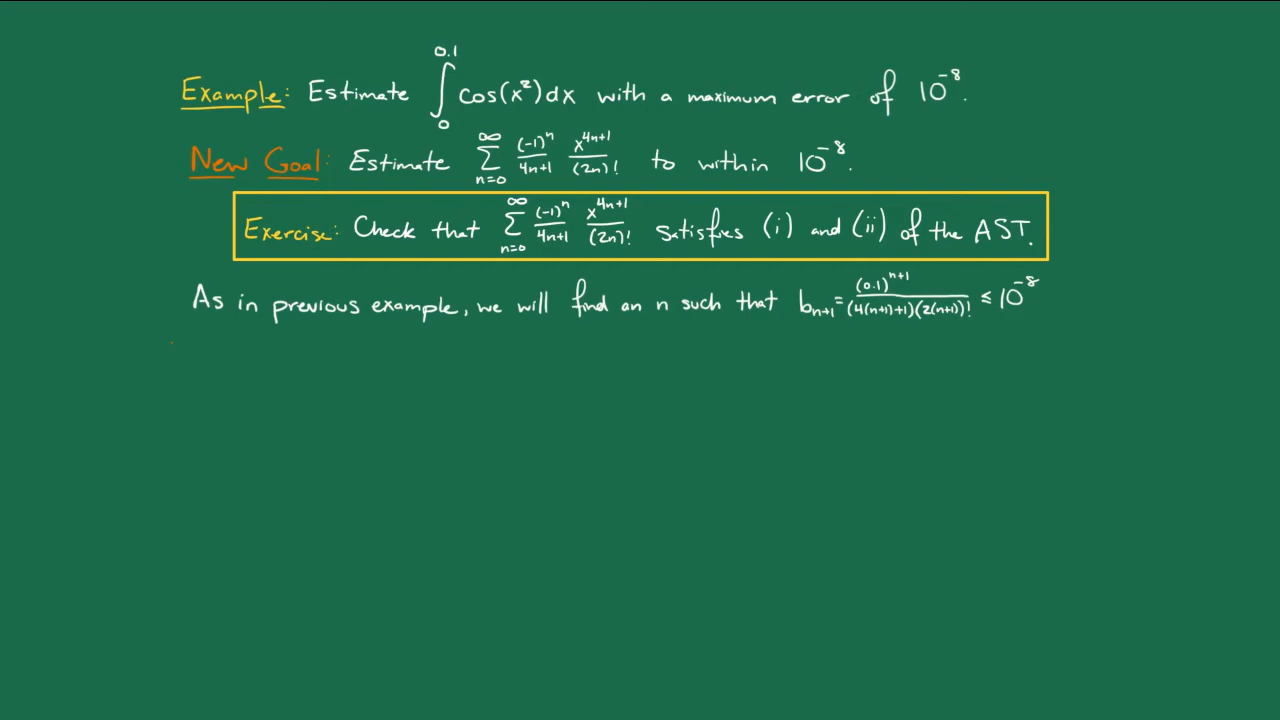 Example: Estimate ∫₀^0.1 cos(x²)dx with a maximum error of 10⁻⁸.
New Goal: Estimate ∑_{n=0}^{∞} (-1)^n/(4n+1) x^{4n+1}/(2n)! to within 10⁻⁸.
Exercise: Check that ∑_{n=0}^{∞} (-1)^n/(4n+1) x^{4n+1}/(2n)! satisfies (i) and (ii) of the AST.
As in previous example, we will find an n such that b_{n+1} = (0.1)^{n+1}/(4(n+1)+1)(2(n+1))! ≤ 10⁻⁸